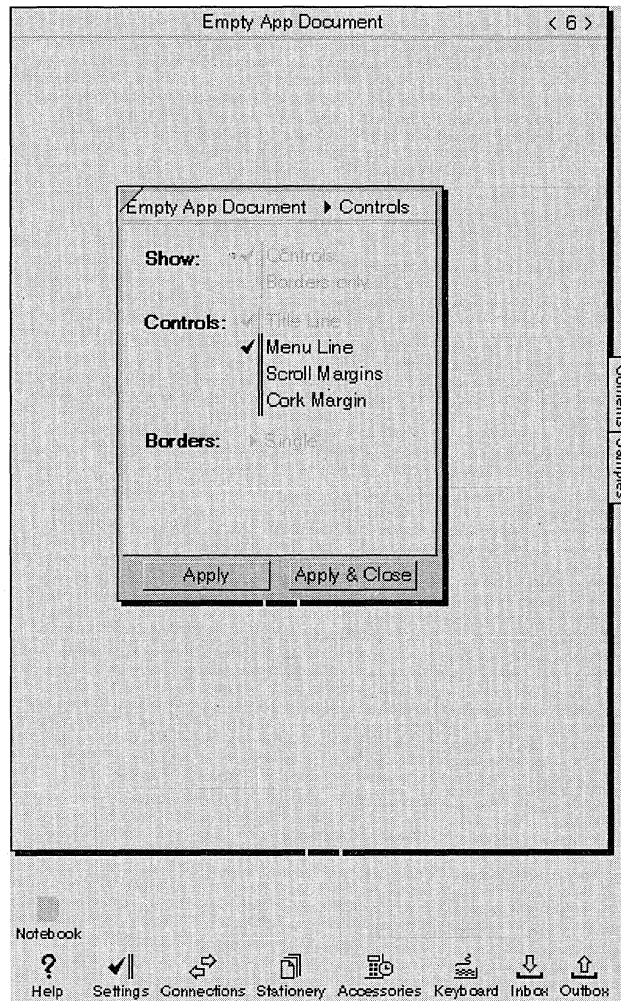 Empty App Document < 6 >
Empty App Document ▸ Controls
Show: ✓ Controls
Borders only
Controls: ✓ Title Line
✓ Menu Line
Scroll Margins
Cork Margin
Borders: ▸ Single
Apply Apply & Close
Contents
Samples
Notebook
? Help Settings Connections Stationery Accessories Keyboard Inbox Outbox